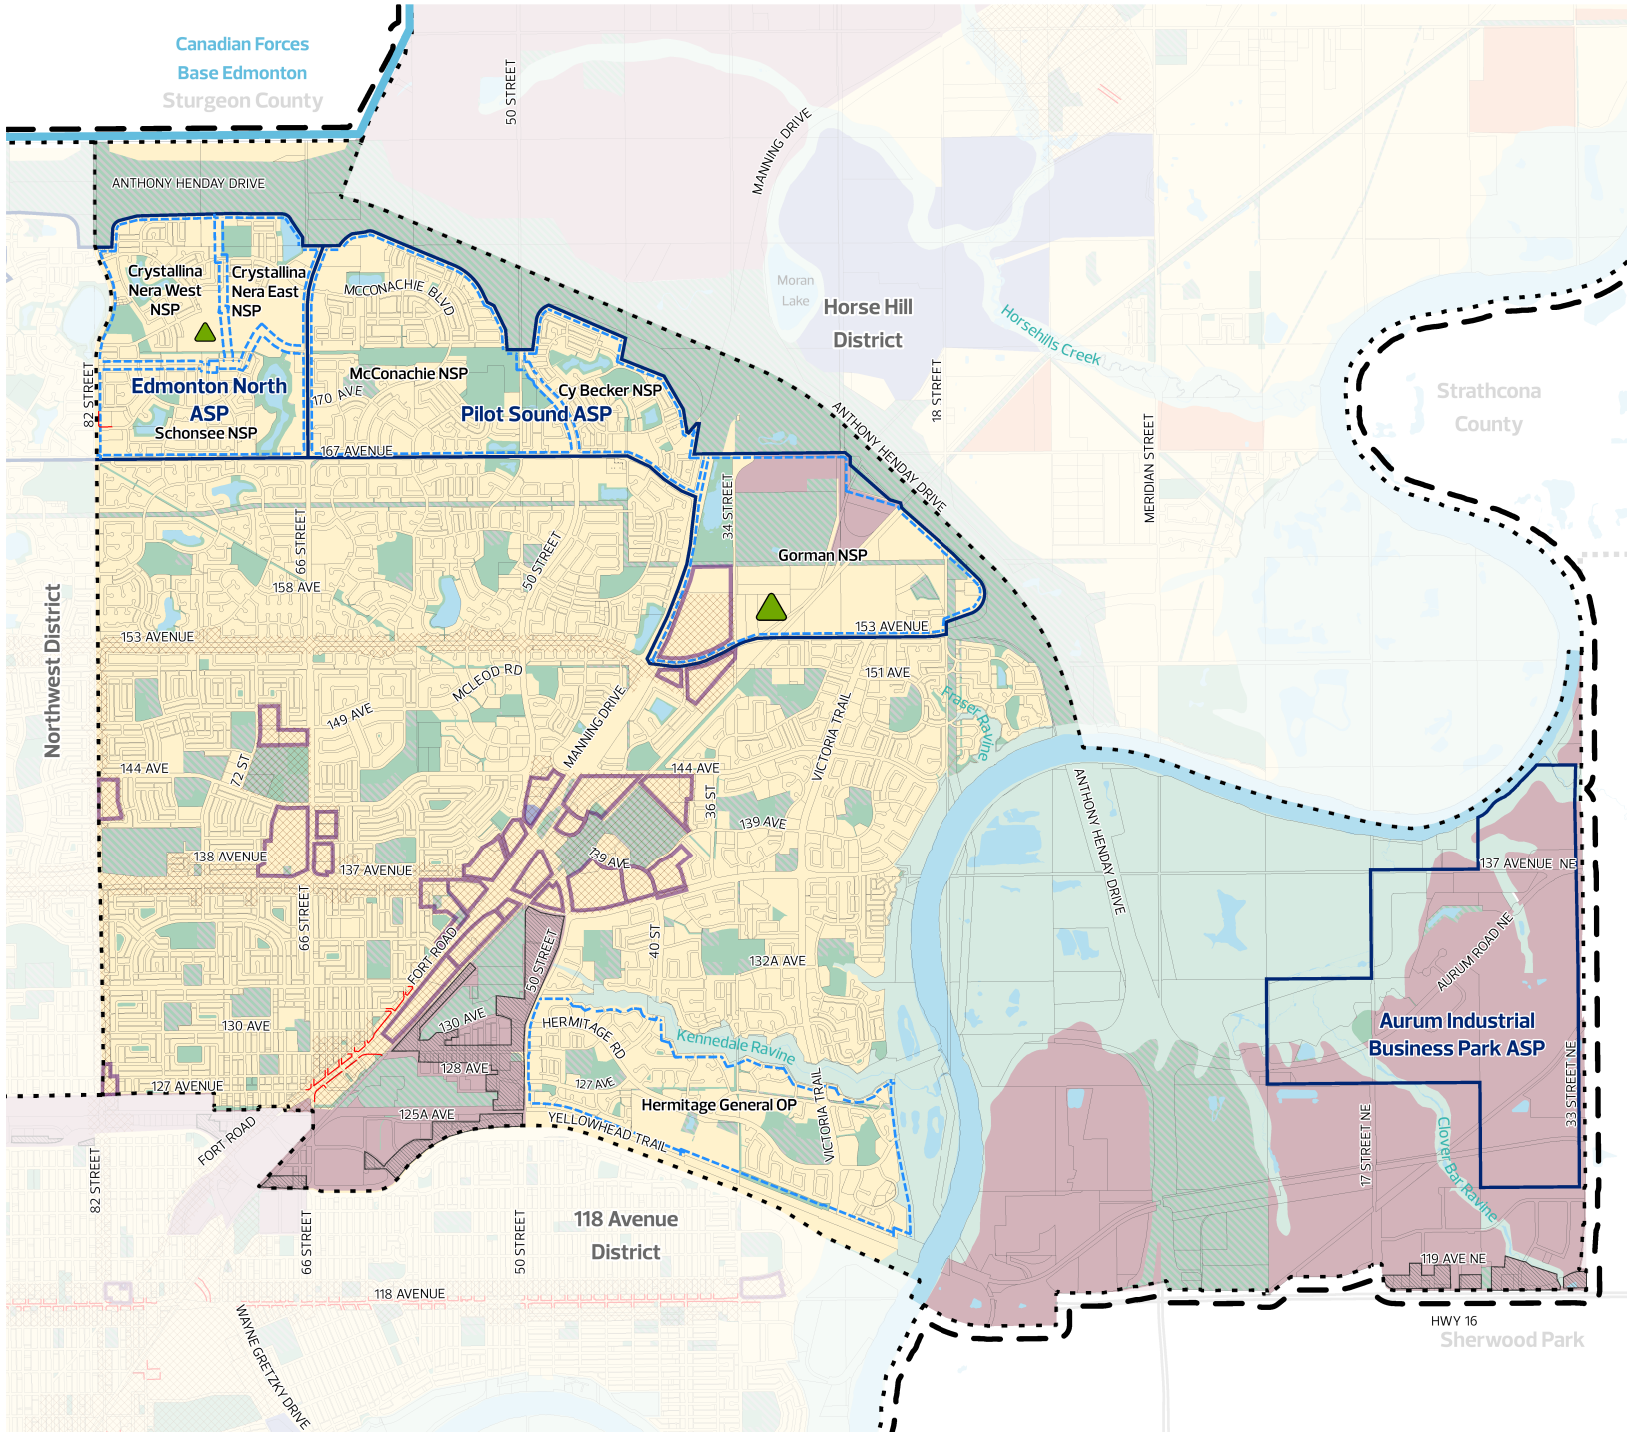 Canadian Forces
Base Edmonton
Sturgeon County
50 STREET
MANNING DRIVE
ANTHONY HENDAY DRIVE
Crystallina
Nera West
NSP
Crystallina
Nera East
NSP
MCCONACHIE BLVD
Moran
Lake
Horse Hill
District
Horsehills Creek
18 STREET
MERIDIAN STREET
Strathcona
County
82 STREET
Edmonton North
ASP
Schonsee NSP
McConachie NSP
170 AVE
Cy Becker NSP
Pilot Sound ASP
167 AVENUE
ANTHONY HENDAY DRIVE
34 STREET
Gorman NSP
66 STREET
50 STREET
158 AVE
153 AVENUE
153 AVENUE
Northwest District
MCLEOD RD
149 AVE
MANNING DRIVE
151 AVE
VICTORIA TRAIL
Fraser Ravine
144 AVE
72 ST
144 AVE
36 ST
139 AVE
139 AVE
ANTHONY HENDAY DRIVE
138 AVENUE
137 AVENUE
137 AVENUE NE
66 STREET
FORT ROAD
50 STREET
40 ST
132A AVE
AURUM ROAD NE
130 AVE
130 AVE
HERMITAGE RD
Kennedale Ravine
Aurum Industrial
Business Park ASP
128 AVE
127 AVENUE
127 AVE
125A AVE
Hermitage General OP
VICTORIA TRAIL
YELLOWHEAD TRAIL
FORT ROAD
17 STREET NE
33 STREET NE
Clover Bar Ravine
82 STREET
66 STREET
50 STREET
118 Avenue
District
119 AVE NE
118 AVENUE
WAYNE GRETZKY DRIVE
HWY 16
Sherwood Park